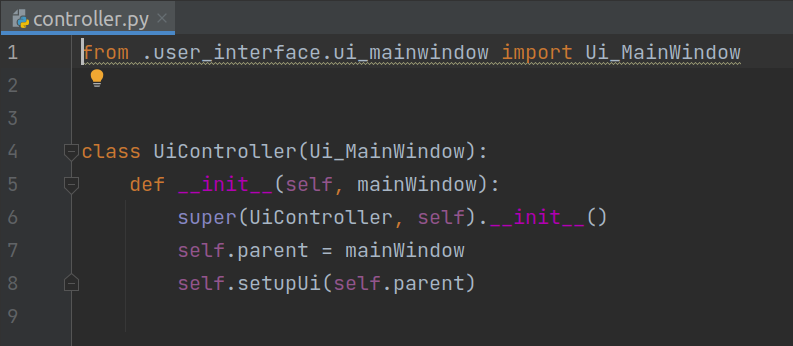 controller.py
1 from .user_interface.ui_mainwindow import Ui_MainWindow
2
3
4 class UiController(Ui_MainWindow):
5     def __init__(self, mainWindow):
6         super(UiController, self).__init__()
7         self.parent = mainWindow
8         self.setupUi(self.parent)
9